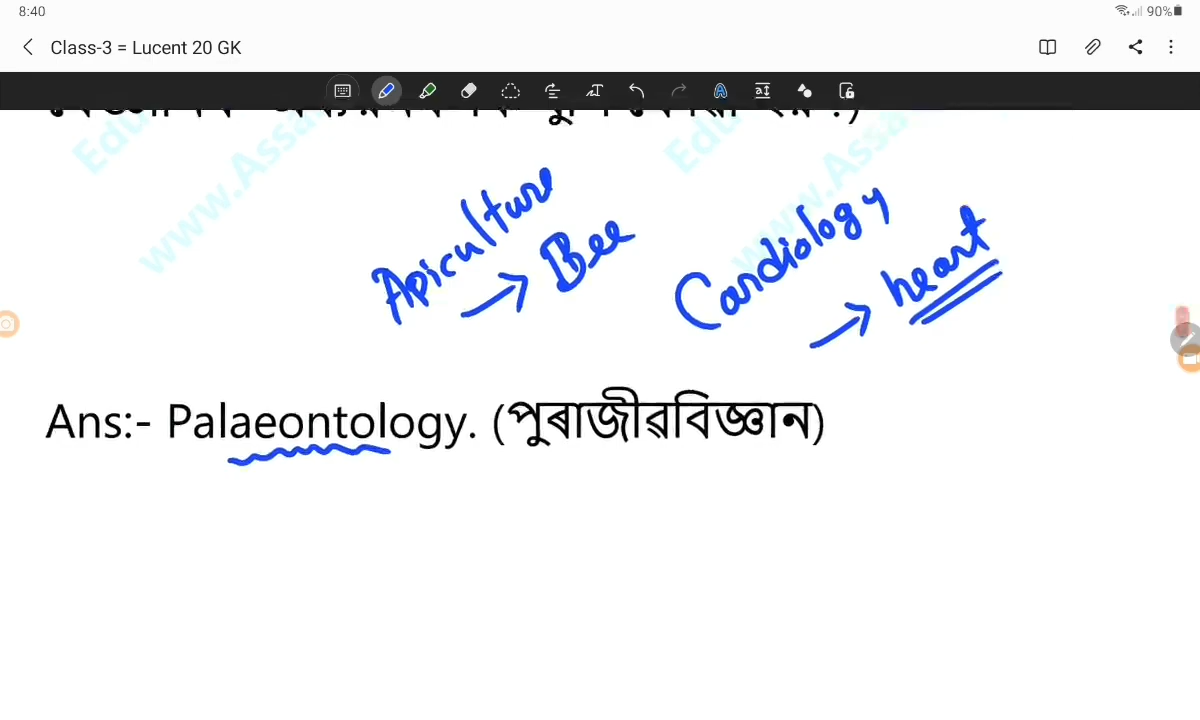 8:40
90%
Class-3 = Lucent 20 GK
Apiculture
→ Bee
Cardiology
→ heart
Ans:- Palaeontology. (পুৰাজীৱবিজ্ঞান)